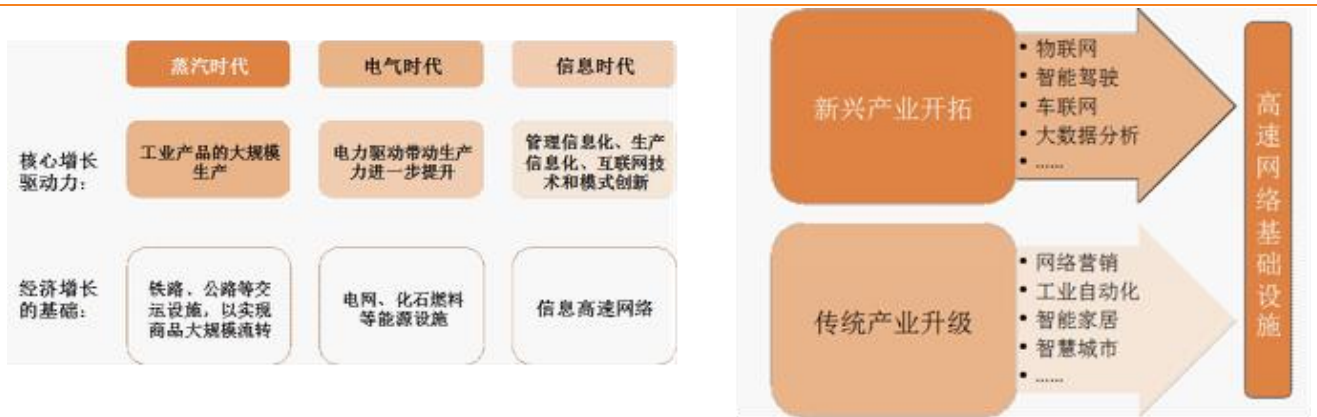 蒸汽时代
电气时代
信息时代
核心增长
驱动力：
工业产品的大规模
生产
电力驱动带动生产
力进一步提升
管理信息化、生产
信息化、互联网技
术和模式创新
经济增长
的基础：
铁路、公路等交
运设施，以实现
商品大规模流转
电网、化石燃料
等能源设施
信息高速网络
新兴产业开拓
• 物联网
• 智能驾驶
• 车联网
• 大数据分析
• ......
传统产业升级
• 网络营销
• 工业自动化
• 智能家居
• 智慧城市
• ......
高速网络基础设施